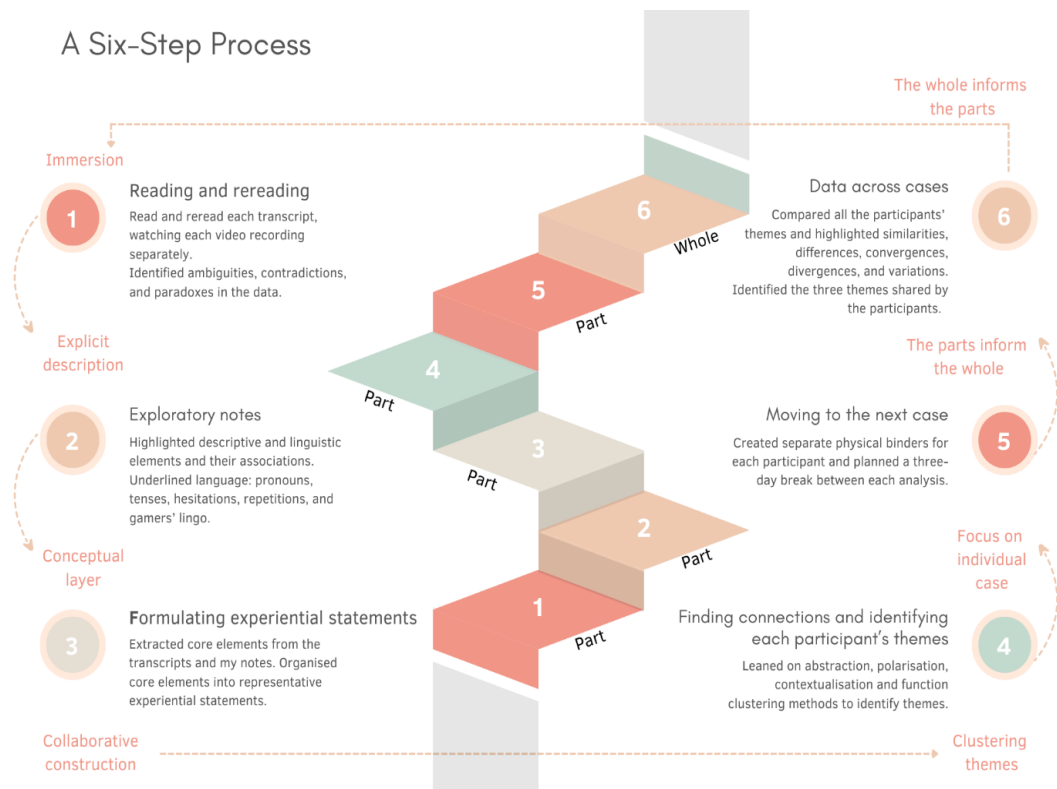 A Six-Step Process
Immersion
1
Reading and rereading
Read and reread each transcript,
watching each video recording
separately.
Identified ambiguities, contradictions,
and paradoxes in the data.
Explicit
description
2
Exploratory notes
Highlighted descriptive and linguistic
elements and their associations.
Underlined language: pronouns,
tenses, hesitations, repetitions, and
gamers' lingo.
Conceptual
layer
3
Formulating experiential statements
Extracted core elements from the
transcripts and my notes. Organised
core elements into representative
experiential statements.
Collaborative
construction
6
Whole
5
Part
4
Part
3
Part
2
Part
1
Part
The whole informs
the parts
Data across cases
6
Compared all the participants'
themes and highlighted similarities,
differences, convergences,
divergences, and variations.
Identified the three themes shared by
the participants.
The parts inform
the whole
Moving to the next case
5
Created separate physical binders for
each participant and planned a three-
day break between each analysis.
Focus on
individual
case
Finding connections and identifying
each participant's themes
4
Leaned on abstraction, polarisation,
contextualisation and function
clustering methods to identify themes.
Clustering
themes